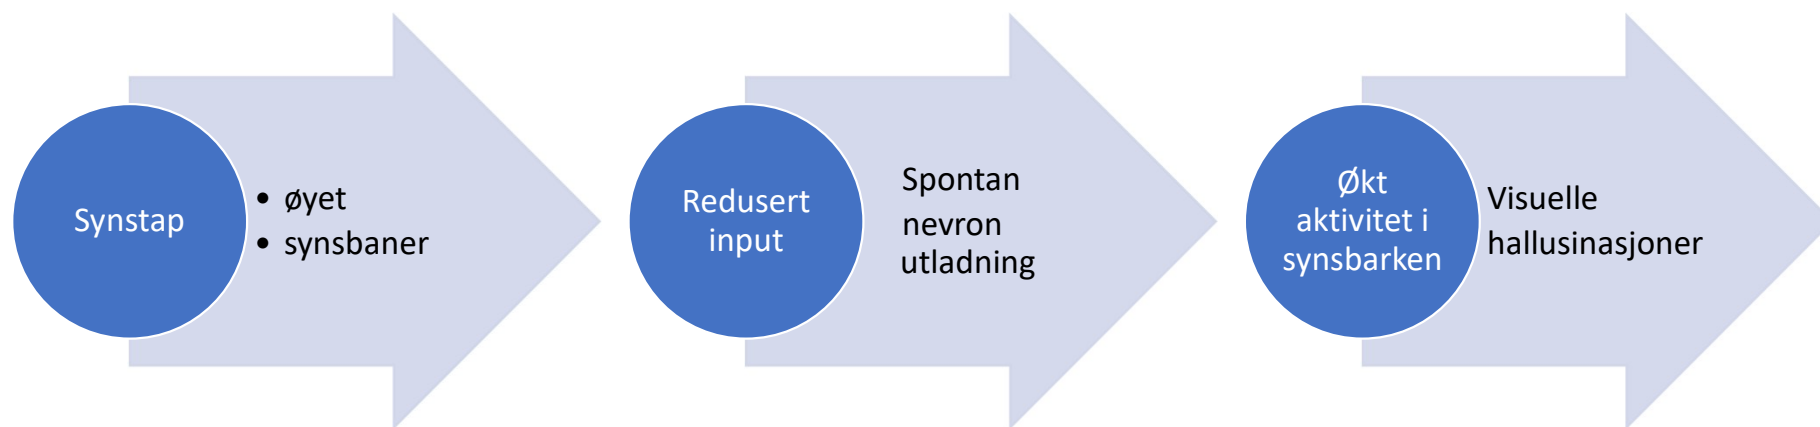 Synstap
• øyet
• synsbaner
Redusert
input
Spontan
nevron
utladning
Økt
aktivitet i
synsbarken
Visuelle
hallusinasjoner